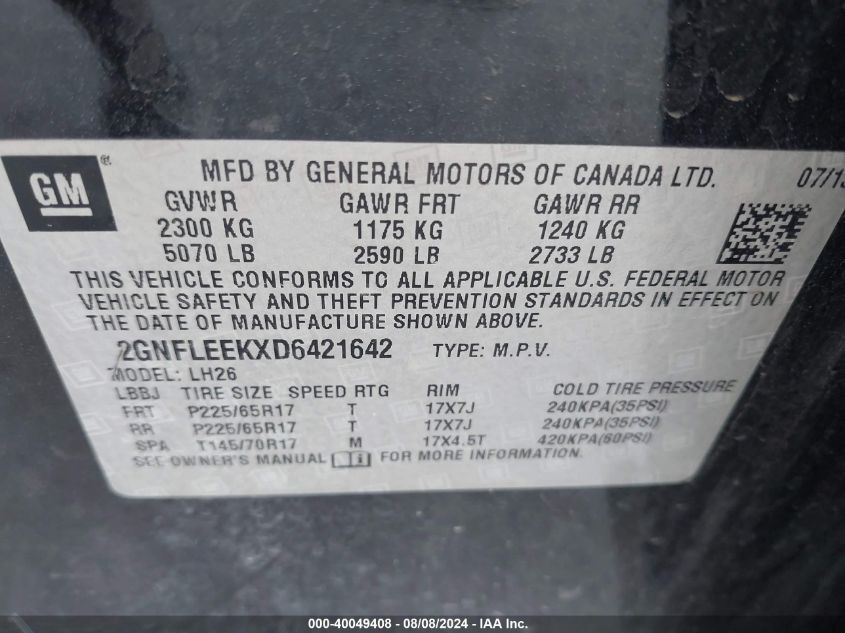 GM® MFD BY GENERAL MOTORS OF CANADA LTD. 07/13
GVWR GAWR FRT GAWR RR
2300 KG 1175 KG 1240 KG
5070 LB 2590 LB 2733 LB
THIS VEHICLE CONFORMS TO ALL APPLICABLE U.S. FEDERAL MOTOR
VEHICLE SAFETY AND THEFT PREVENTION STANDARDS IN EFFECT ON
THE DATE OF MANUFACTURE SHOWN ABOVE.
2GNFLEEKXD6421642 TYPE: M.P.V.
MODEL: LH26
LBBJ TIRE SIZE SPEED RTG RIM COLD TIRE PRESSURE
FRT P225/65R17 T 17X7J 240KPA(35PSI)
RR P225/65R17 T 17X7J 240KPA(35PSI)
SPA T145/70R17 M 17X4.5T 420KPA(60PSI)
SEE OWNER'S MANUAL i FOR MORE INFORMATION.
000-40049408 - 08/08/2024 - IAA Inc.